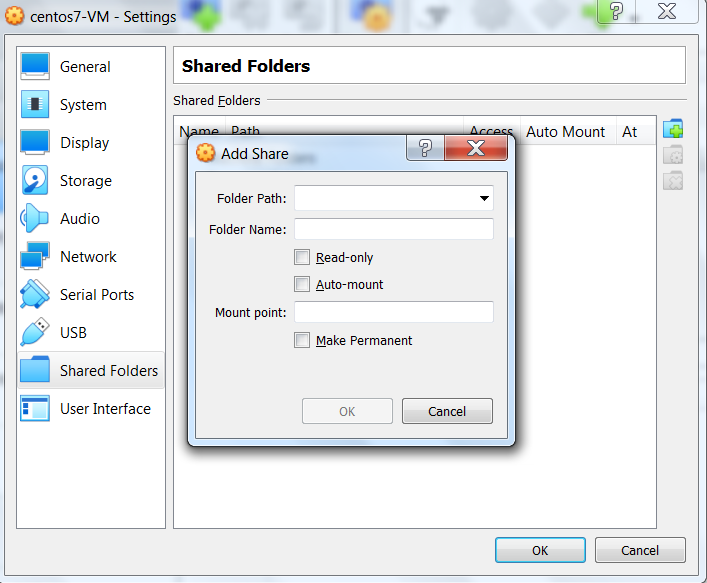 centos7-VM - Settings
?
General
System
Display
Storage
Audio
Network
Serial Ports
USB
Shared Folders
User Interface
Shared Folders
Shared Folders
Name Path Access Auto Mount At
Add Share
?
Folder Path:
Folder Name:
Read-only
Auto-mount
Mount point:
Make Permanent
OK Cancel
OK Cancel